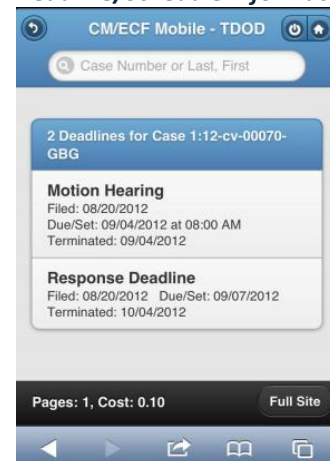 CM/ECF Mobile - TDOD
Case Number or Last, First
2 Deadlines for Case 1:12-cv-00070-
GBG
Motion Hearing
Filed: 08/20/2012
Due/Set: 09/04/2012 at 08:00 AM
Terminated: 09/04/2012
Response Deadline
Filed: 08/20/2012 Due/Set: 09/07/2012
Terminated: 10/04/2012
Pages: 1, Cost: 0.10
Full Site